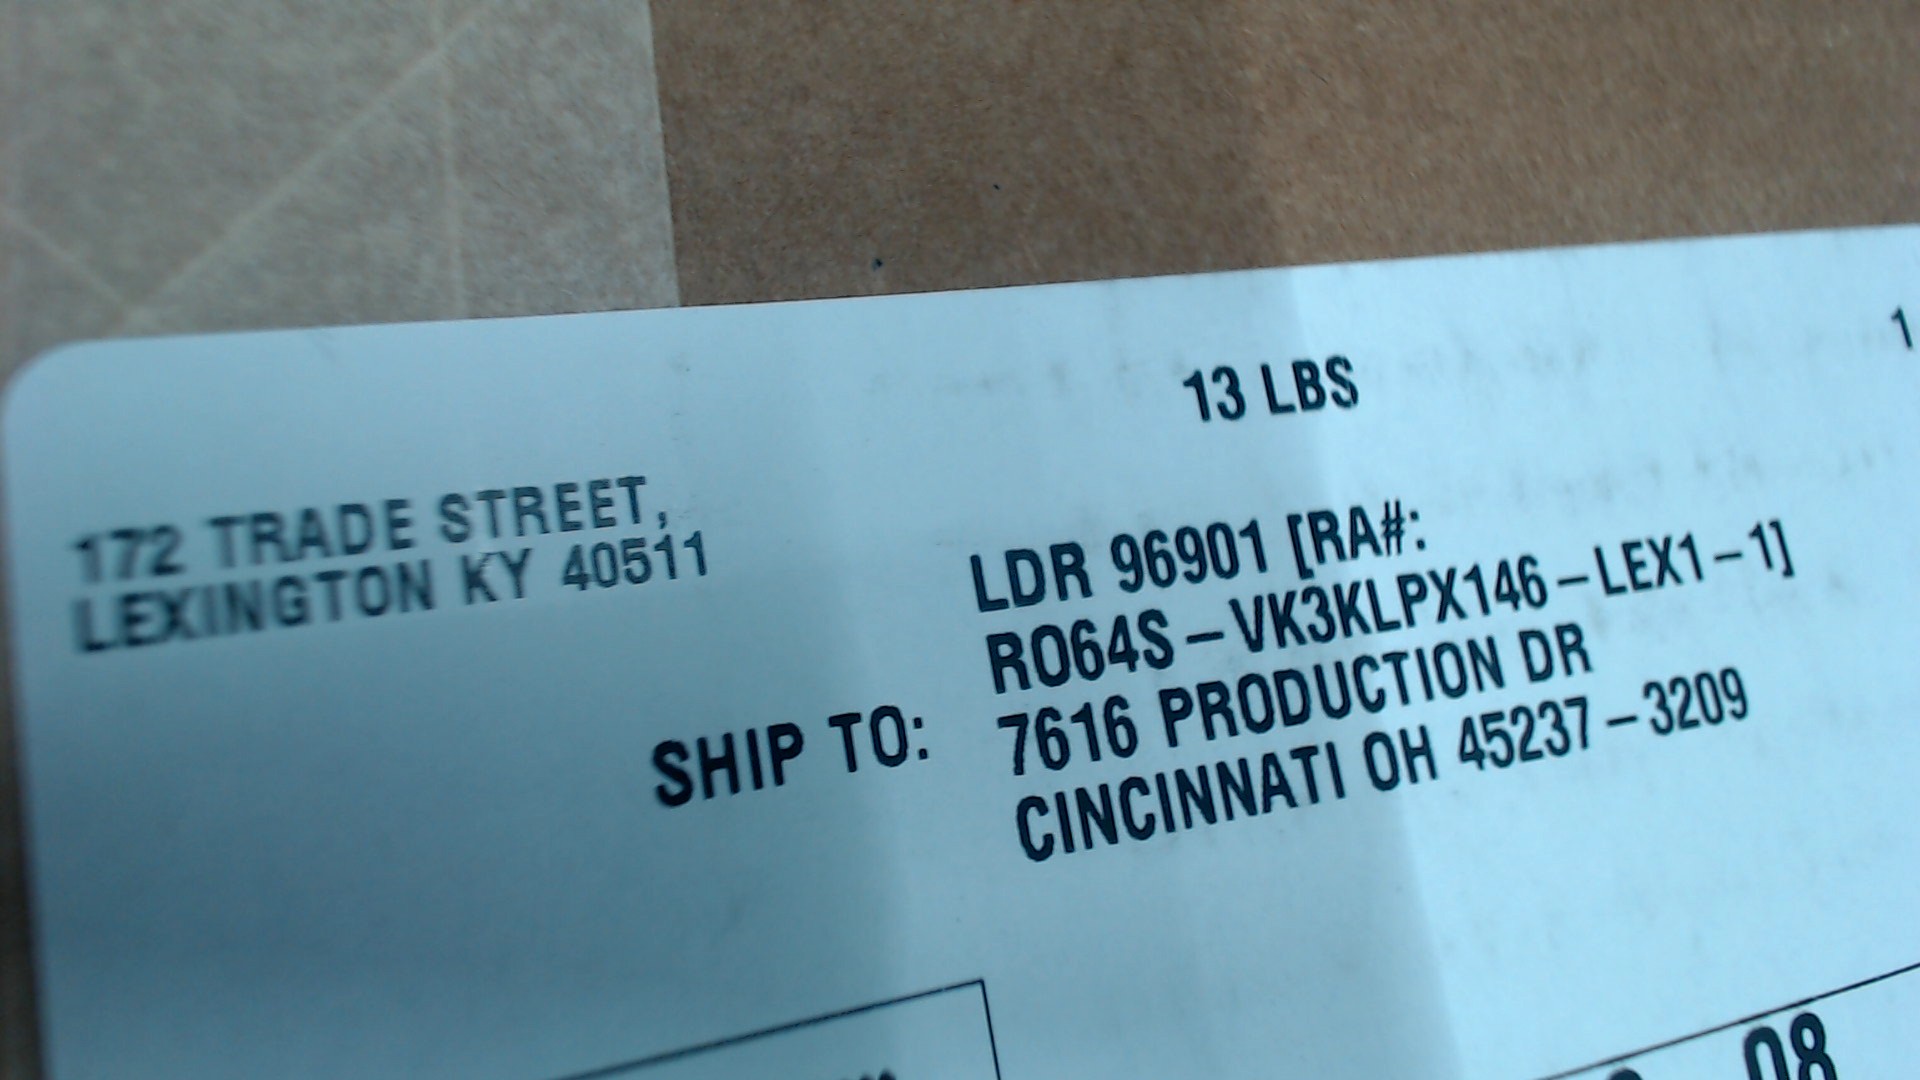 13 LBS
1
172 TRADE STREET,
LEXINGTON KY 40511
SHIP TO:
LDR 96901 [RA#:
RO64S-VK3KLPX146-LEX1-1]
7616 PRODUCTION DR
CINCINNATI OH 45237-3209
08